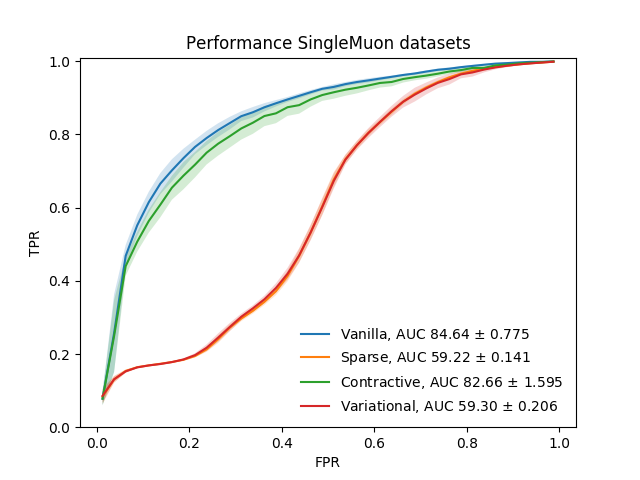 Performance SingleMuon datasets
1.0
0.8
0.6
0.4
0.2
0.0
TPR
Vanilla, AUC 84.64 ± 0.775
Sparse, AUC 59.22 ± 0.141
Contractive, AUC 82.66 ± 1.595
Variational, AUC 59.30 ± 0.206
0.0 0.2 0.4 0.6 0.8 1.0
FPR